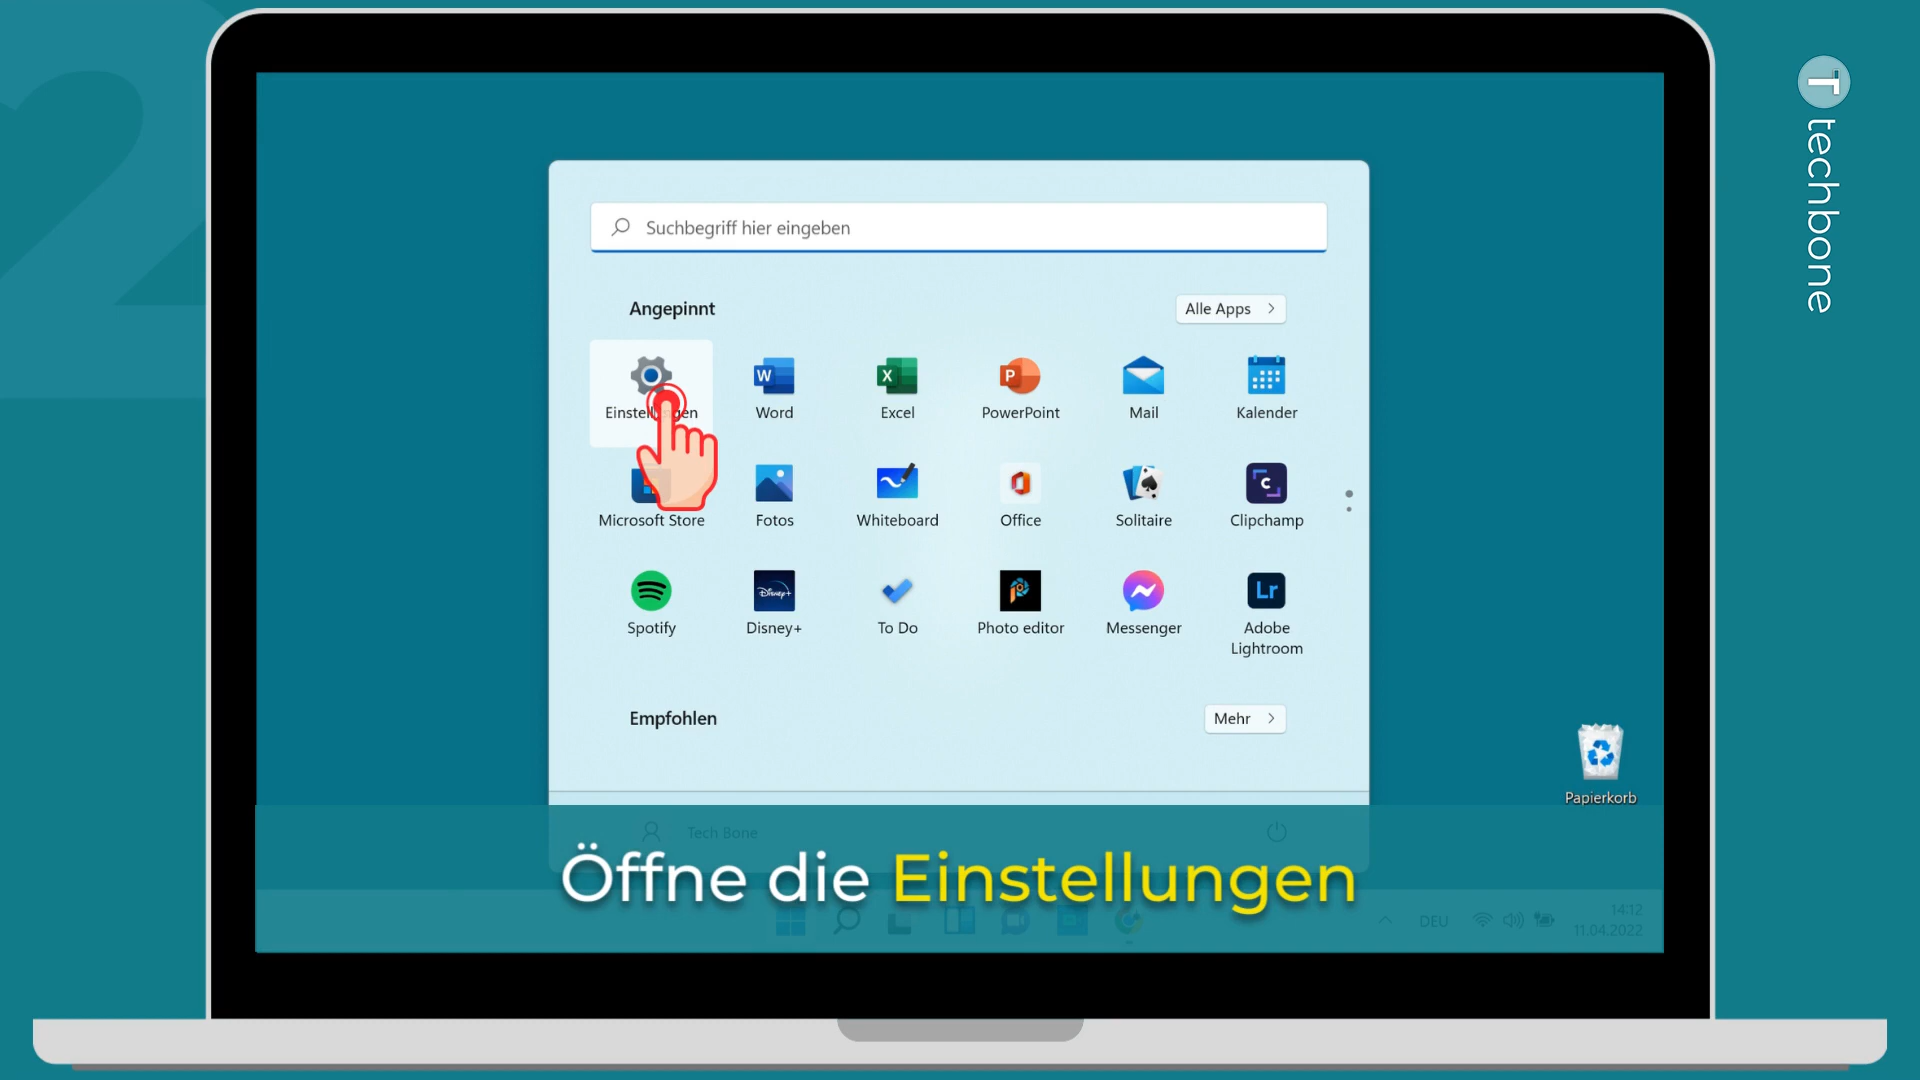 2
techbone
Suchbegriff hier eingeben
Angepinnt
Alle Apps
Einstellungen
Word
Excel
PowerPoint
Mail
Kalender
Microsoft Store
Fotos
Whiteboard
Office
Solitaire
Clipchamp
Spotify
Disney+
To Do
Photo editor
Messenger
Adobe
Lightroom
Empfohlen
Mehr
Papierkorb
Tech Bone
Öffne die Einstellungen
DEU
14:12
11.04.2022